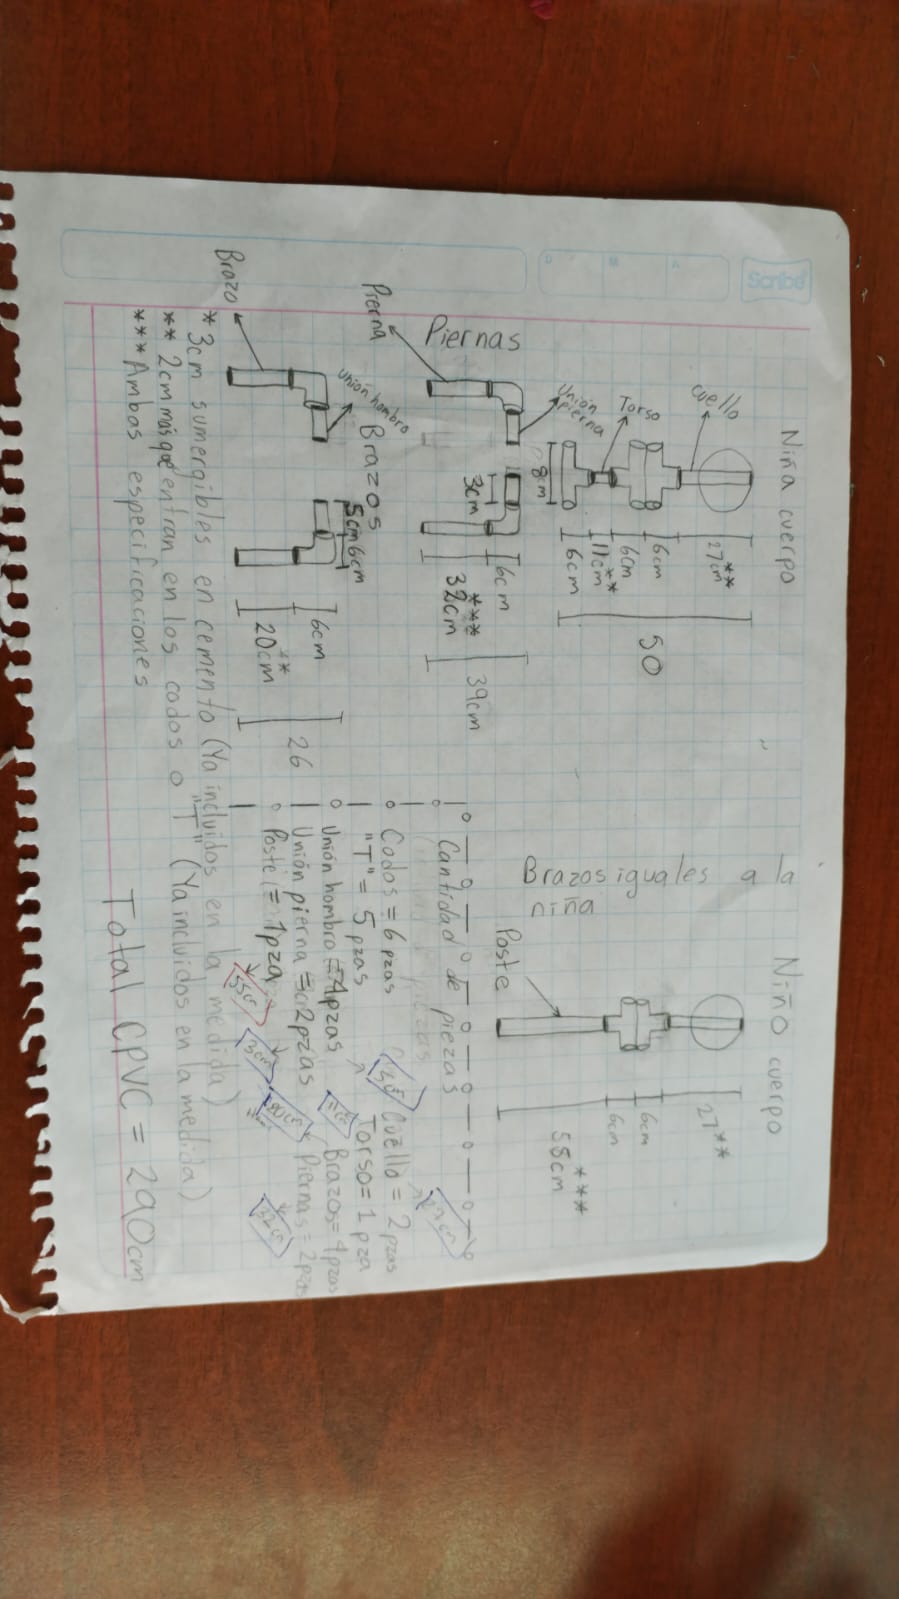 Scribe
Niña cuerpo
Cuello
27cm**
6cm
Torso
6cm
11cm**
Unión pierna
6cm
8cm
50
Piernas
3cm
6cm
32cm***
39cm
Pierna
Brazos
Unión hombro
5cm 6cm
6cm
20cm**
26
Brazo
Brazos iguales a la
niña
Niño cuerpo
27**
6cm
6cm
***
Poste
Cantidad de piezas
Codos = 6 pzas
"T" = 5 pzas
Unión hombro = 4pzas
Unión pierna = 2pzas
Poste = 1pza
55cm
3cm
5cm
27cm
Cuello = 2 pzas
Torso = 1 pza
11cm
Brazos = 4pzas
20cm
Piernas = 2pzas
32cm
* 3cm sumergibles en cemento (Ya incluidos en la medida)
** 2cm más que entran en los codos o "T" (Ya incluidos en la medida)
*** Ambas especificaciones
Total CPVC = 290cm